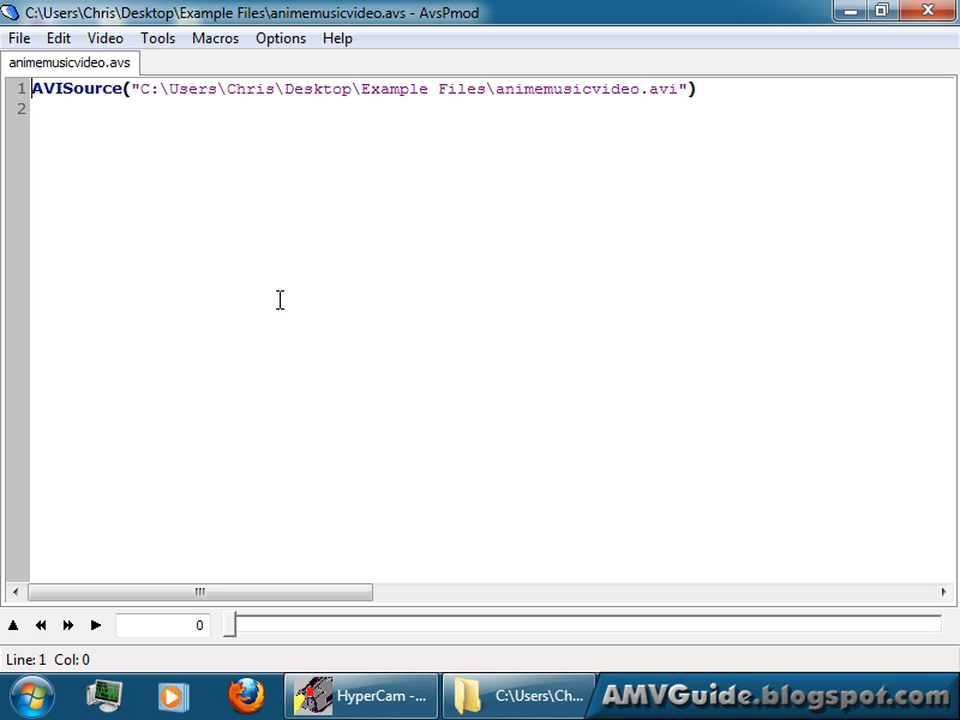 C:\Users\Chris\Desktop\Example Files\animemusicvideo.avs - AvsPmod
File Edit Video Tools Macros Options Help
animemusicvideo.avs
1 AVISource("C:\Users\Chris\Desktop\Example Files\animemusicvideo.avi")
2
0
Line: 1 Col: 0
HyperCam -... C:\Users\Ch... AMVGuide.blogspot.com